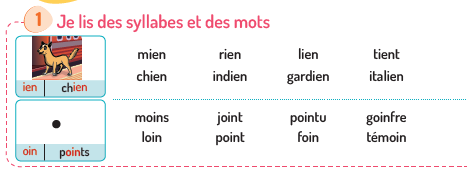 1 Je lis des syllabes et des mots
mien rien lien tient
chien indien gardien italien
ien chien
moins joint pointu goinfre
loin point foin témoin
oin points